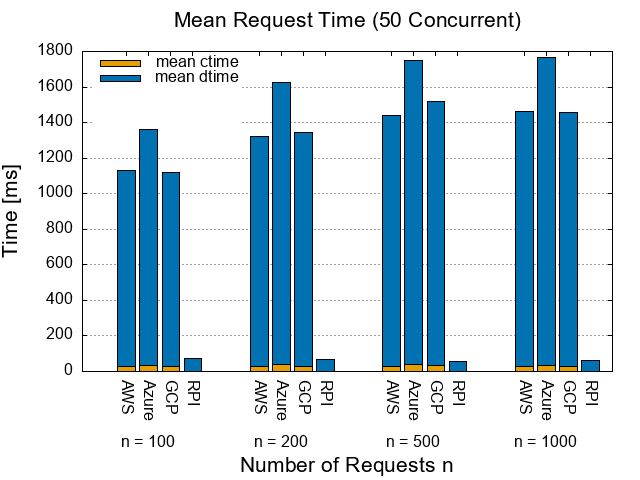 Mean Request Time (50 Concurrent)
mean ctime
mean dtime
Time [ms]
1800
1600
1400
1200
1000
800
600
400
200
0
AWS Azure GCP RPI AWS Azure GCP RPI AWS Azure GCP RPI AWS Azure GCP RPI
n = 100 n = 200 n = 500 n = 1000
Number of Requests n